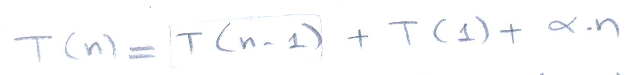 T(n) = T(n-1) + T(1) + α.n